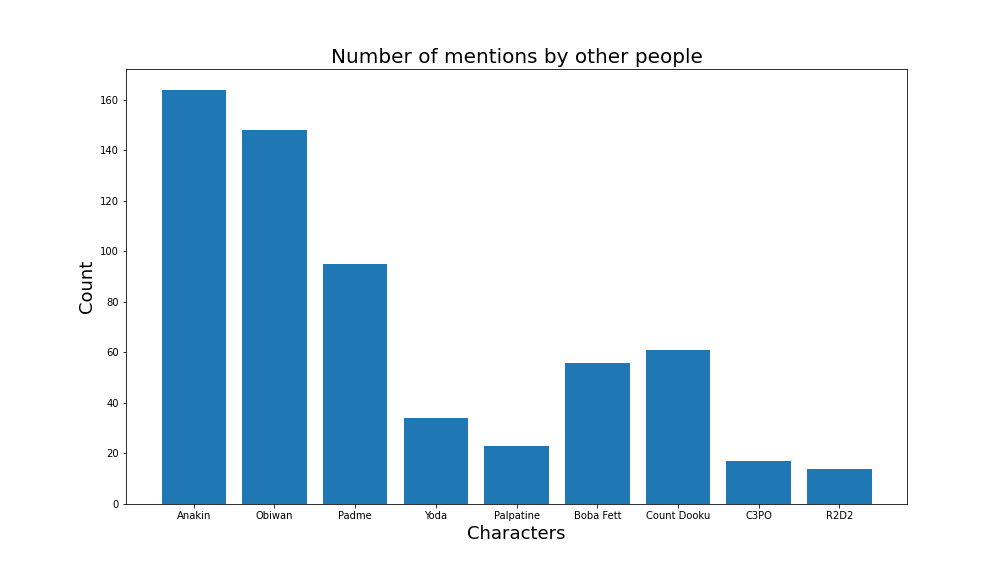 Number of mentions by other people
160
140
120
100
80
60
40
20
0
Count
Anakin Obiwan Padme Yoda Palpatine Boba Fett Count Dooku C3PO R2D2
Characters